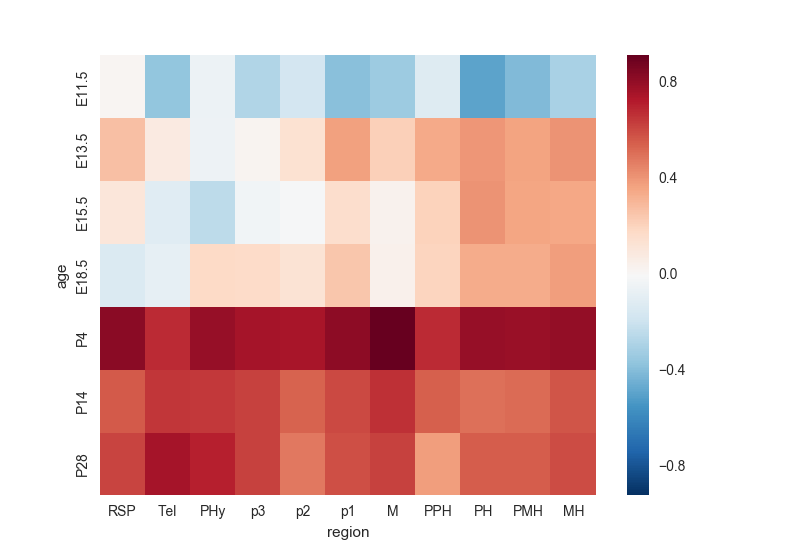 age
E11.5
E13.5
E15.5
E18.5
P4
P14
P28
RSP Tel PHy p3 p2 p1 M PPH PH PMH MH
region
0.8
0.4
0.0
−0.4
−0.8